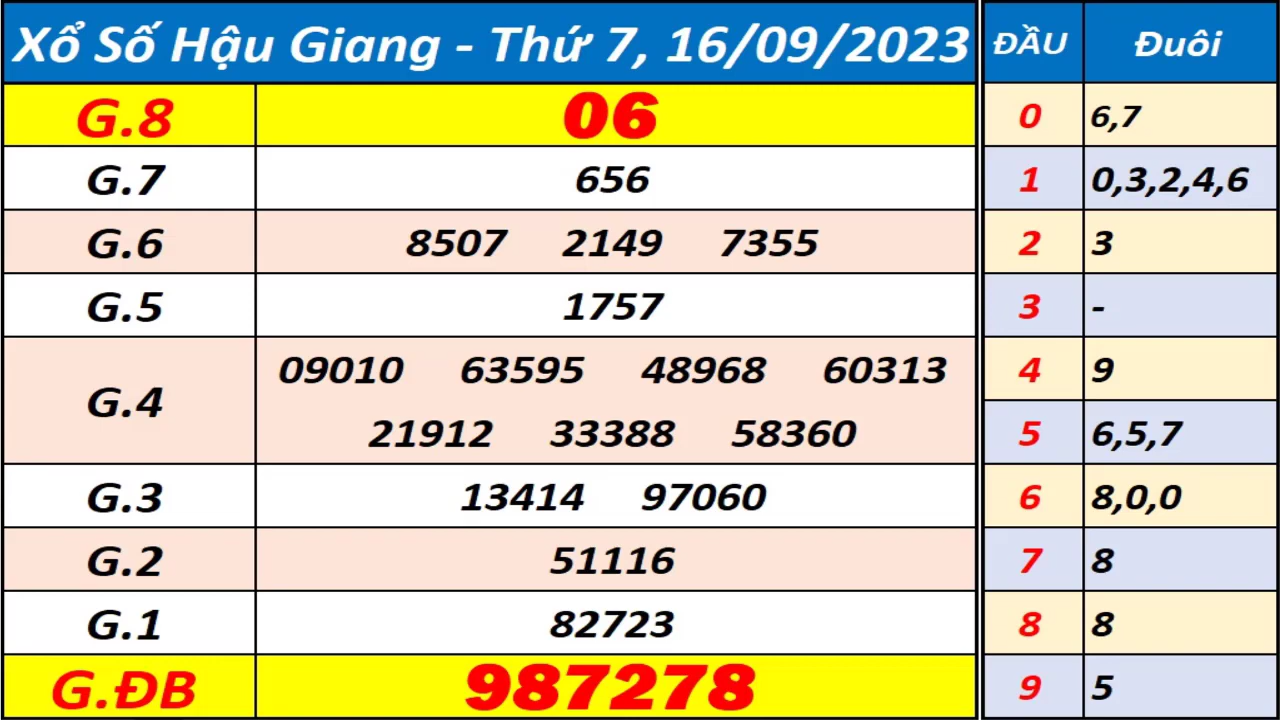 Xổ Số Hậu Giang - Thứ 7, 16/09/2023
G.8 06
G.7 656
G.6 8507 2149 7355
G.5 1757
G.4 09010 63595 48968 60313
21912 33388 58360
G.3 13414 97060
G.2 51116
G.1 82723
G.ĐB 987278
ĐẦU Đuôi
0 6,7
1 0,3,2,4,6
2 3
3 -
4 9
5 6,5,7
6 8,0,0
7 8
8 8
9 5